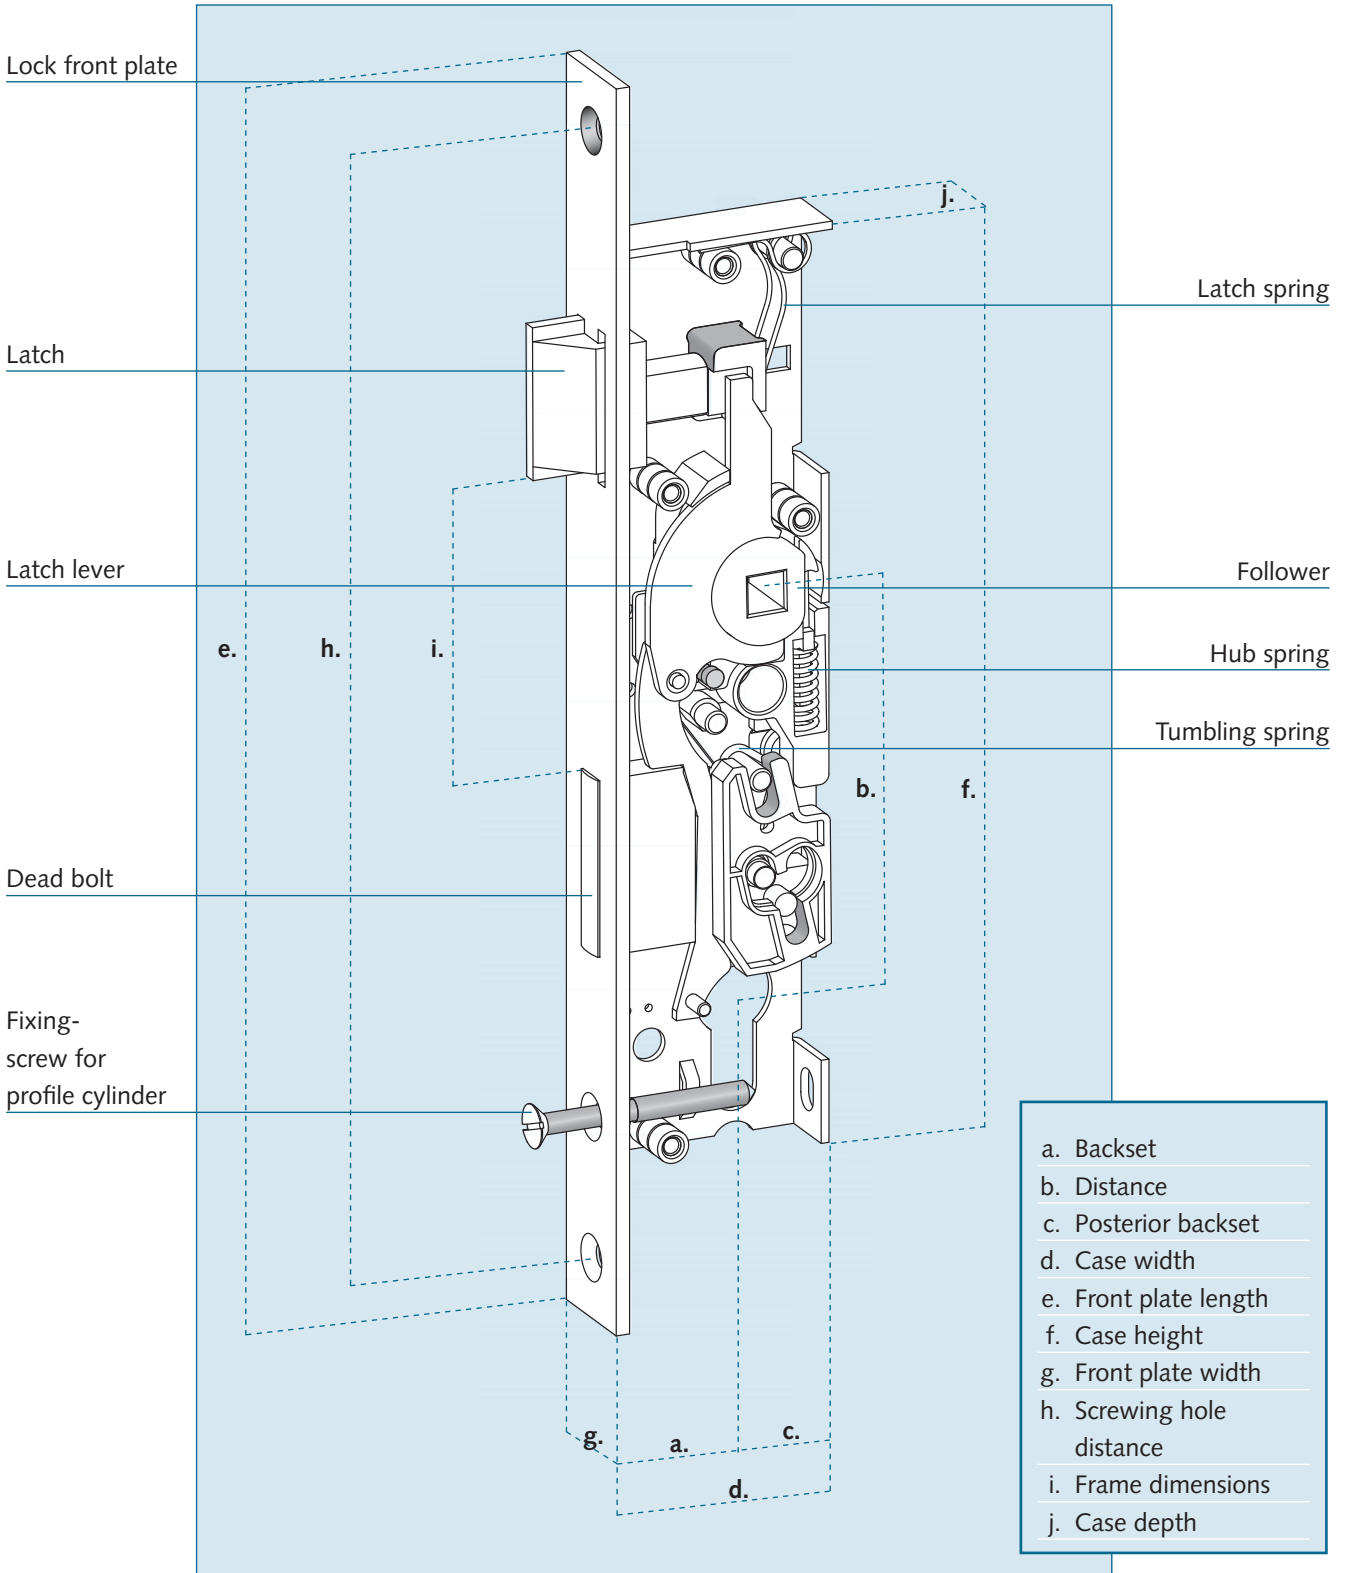 Lock front plate
j.
Latch spring
Latch
Latch lever
Follower
e.
h.
i.
Hub spring
Tumbling spring
b.
f.
Dead bolt
Fixing-
screw for
profile cylinder
g.
a.
c.
d.
a. Backset
b. Distance
c. Posterior backset
d. Case width
e. Front plate length
f. Case height
g. Front plate width
h. Screwing hole
distance
i. Frame dimensions
j. Case depth